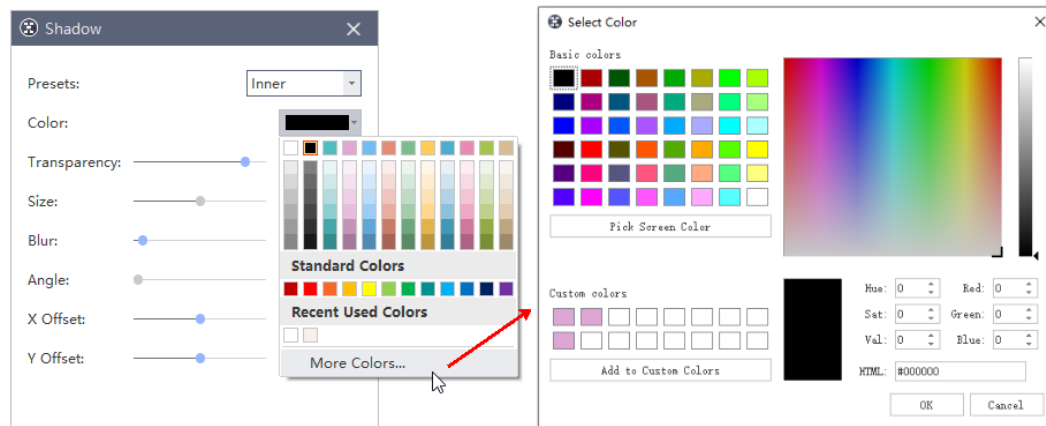 Shadow
Presets:
Inner
Color:
Transparency:
Size:
Blur:
Angle:
X Offset:
Y Offset:
Standard Colors
Recent Used Colors
More Colors...
Select Color
Basic colors
Pick Screen Color
Custom colors
Add to Custom Colors
Hue: 0 Red: 0
Sat: 0 Green: 0
Val: 0 Blue: 0
HTML: #000000
OK Cancel